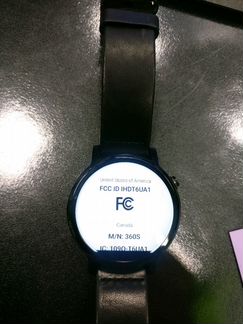 United States of America
FCC ID IHDT6UA1
FC
Canada
M/N: 360S
IC: 109O-T6UA1